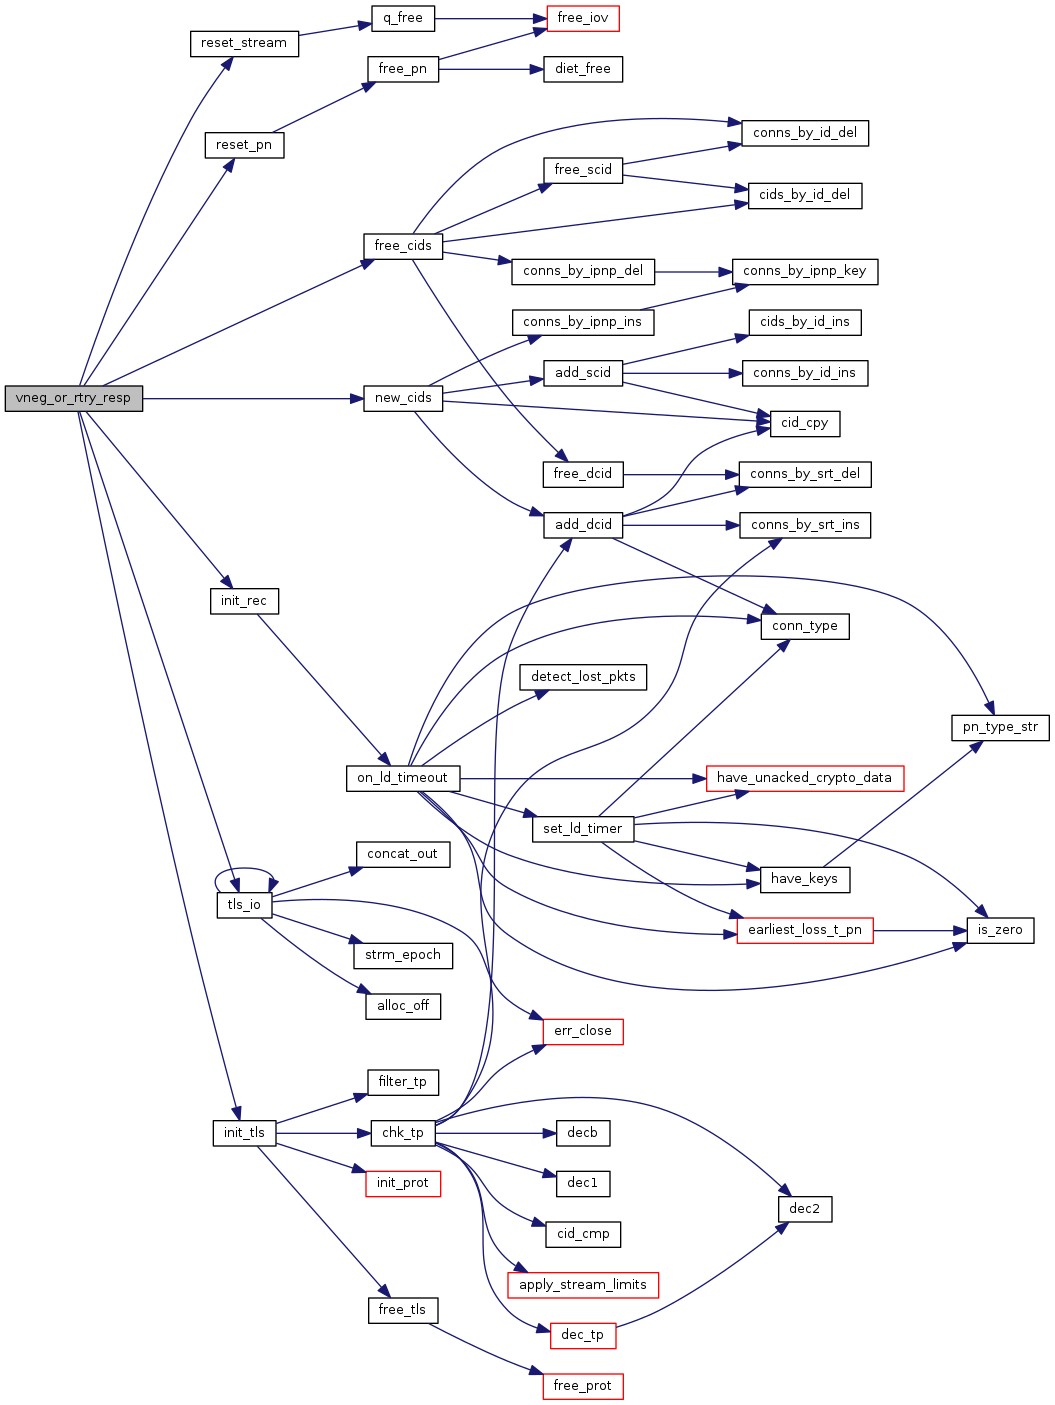 vneg_or_rtry_resp
reset_stream
reset_pn
init_rec
tls_io
init_tls
q_free
free_pn
free_cids
new_cids
on_ld_timeout
concat_out
strm_epoch
alloc_off
filter_tp
chk_tp
init_prot
free_tls
free_iov
diet_free
free_scid
conns_by_ipnp_del
conns_by_ipnp_ins
add_scid
free_dcid
add_dcid
detect_lost_pkts
set_ld_timer
err_close
decb
dec1
cid_cmp
apply_stream_limits
dec_tp
free_prot
conns_by_id_del
cids_by_id_del
conns_by_ipnp_key
cids_by_id_ins
conns_by_id_ins
cid_cpy
conns_by_srt_del
conns_by_srt_ins
conn_type
have_unacked_crypto_data
have_keys
earliest_loss_t_pn
dec2
pn_type_str
is_zero